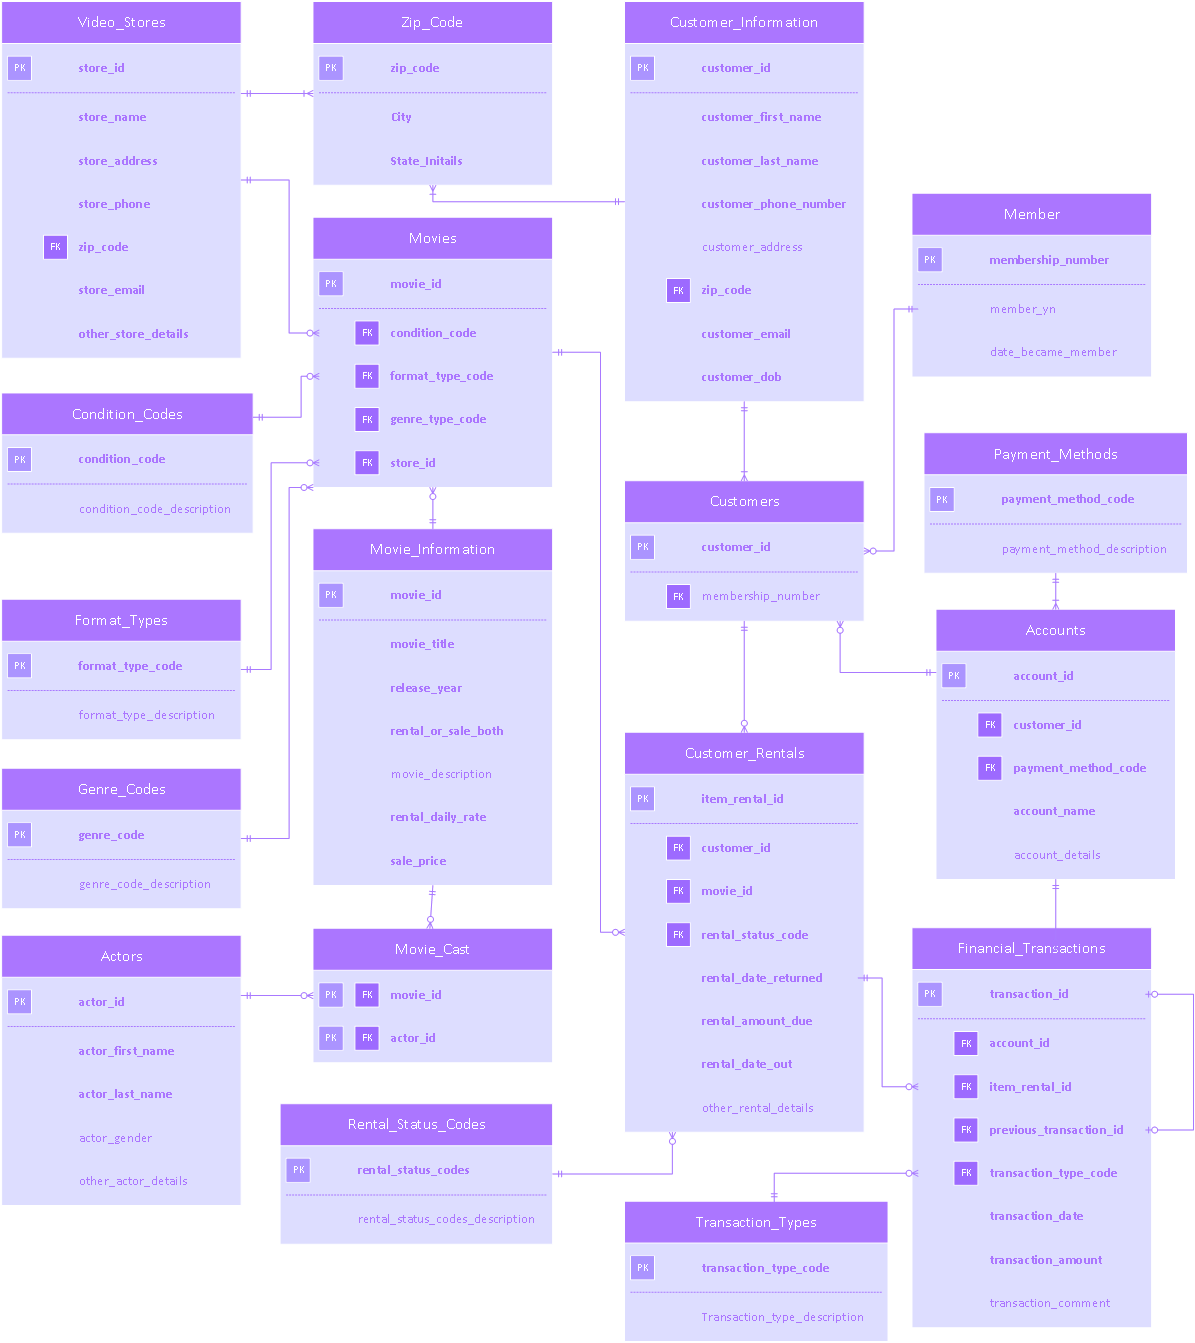 Video_Stores
PK store_id
store_name
store_address
store_phone
FK zip_code
store_email
other_store_details
Zip_Code
PK zip_code
City
State_Initails
Customer_Information
PK customer_id
customer_first_name
customer_last_name
customer_phone_number
customer_address
FK zip_code
customer_email
customer_dob
Member
PK membership_number
member_yn
date_became_member
Movies
PK movie_id
FK condition_code
FK format_type_code
FK genre_type_code
FK store_id
Condition_Codes
PK condition_code
condition_code_description
Payment_Methods
PK payment_method_code
payment_method_description
Customers
PK customer_id
FK membership_number
Movie_Information
PK movie_id
movie_title
release_year
rental_or_sale_both
movie_description
rental_daily_rate
sale_price
Format_Types
PK format_type_code
format_type_description
Accounts
PK account_id
FK customer_id
FK payment_method_code
account_name
account_details
Customer_Rentals
PK item_rental_id
FK customer_id
FK movie_id
FK rental_status_code
rental_date_returned
rental_amount_due
rental_date_out
other_rental_details
Genre_Codes
PK genre_code
genre_code_description
Actors
PK actor_id
actor_first_name
actor_last_name
actor_gender
other_actor_details
Movie_Cast
PK FK movie_id
PK FK actor_id
Financial_Transactions
PK transaction_id
FK account_id
FK item_rental_id
FK previous_transaction_id
FK transaction_type_code
transaction_date
transaction_amount
transaction_comment
Rental_Status_Codes
PK rental_status_codes
rental_status_codes_description
Transaction_Types
PK transaction_type_code
Transaction_type_description